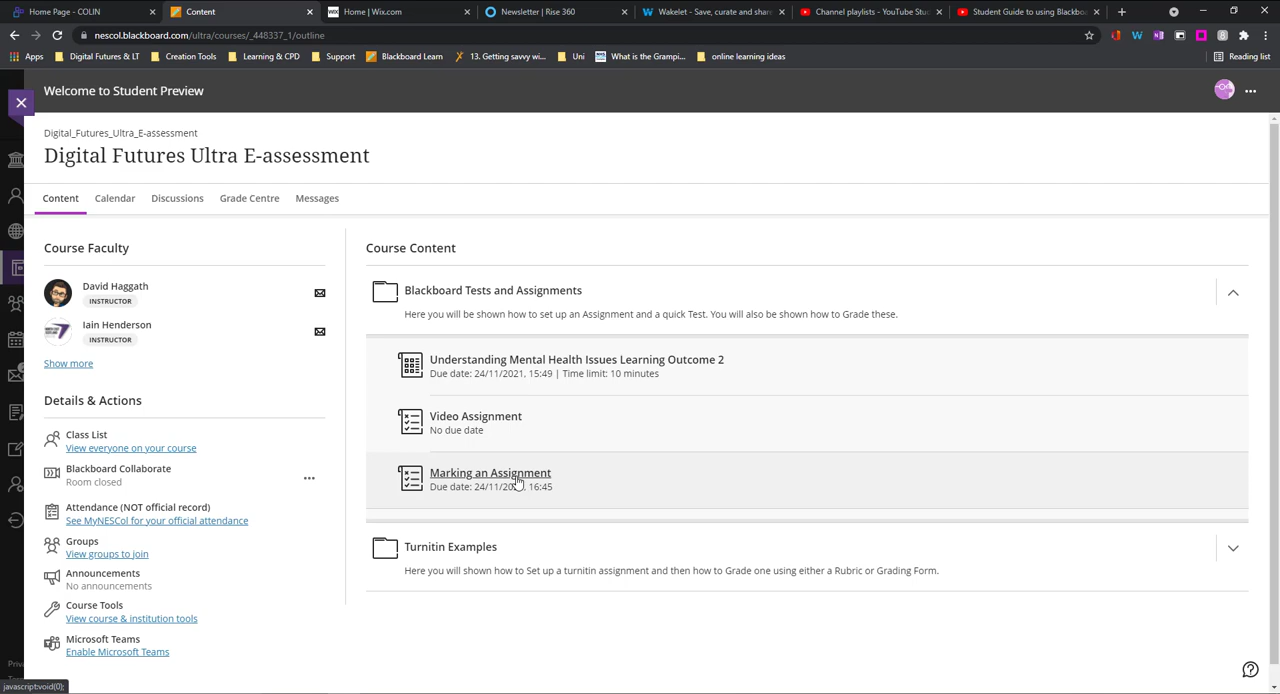 Home Page - COLIN
Content
Home | Wix.com
Newsletter | Rise 360
Wakelet - Save, curate and shar
Channel playlists - YouTube Stu
Student Guide to using Blackbo
nescol.blackboard.com/ultra/courses/_448337_1/outline
Apps
Digital Futures & LT
Creation Tools
Learning & CPD
Support
Blackboard Learn
13. Getting savvy wi...
Uni
What is the Grampi...
online learning ideas
Reading list
Welcome to Student Preview
Digital_Futures_Ultra_E-assessment
Digital Futures Ultra E-assessment
Content
Calendar
Discussions
Grade Centre
Messages
Course Faculty
David Haggath
INSTRUCTOR
Iain Henderson
INSTRUCTOR
Show more
Details & Actions
Class List
View everyone on your course
Blackboard Collaborate
Room closed
Attendance (NOT official record)
See MyNESCol for your official attendance
Groups
View groups to join
Announcements
No announcements
Course Tools
View course & institution tools
Microsoft Teams
Enable Microsoft Teams
Course Content
Blackboard Tests and Assignments
Here you will be shown how to set up an Assignment and a quick Test. You will also be shown how to Grade these.
Understanding Mental Health Issues Learning Outcome 2
Due date: 24/11/2021, 15:49 | Time limit: 10 minutes
Video Assignment
No due date
Marking an Assignment
Due date: 16:45
Turnitin Examples
Here you will shown how to Set up a turnitin assignment and then how to Grade one using either a Rubric or Grading Form.
Priv
javascript:void(0);